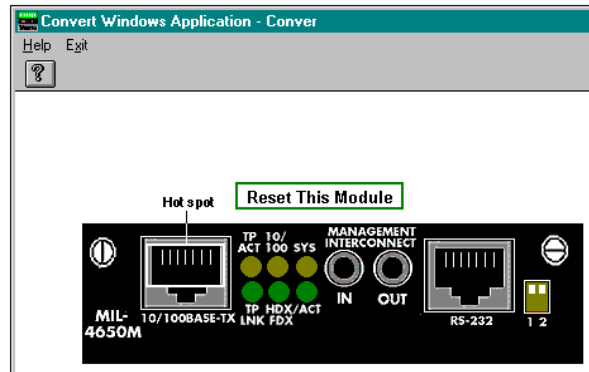 Convert Windows Application - Conver
Help Exit
Reset This Module
Hot spot
TP 10/
ACT 100 SYS
MANAGEMENT
INTERCONNECT
IN OUT
TP HDX/ACT
LNK FDX
MIL-
4650M
10/100BASE-TX
RS-232
1 2